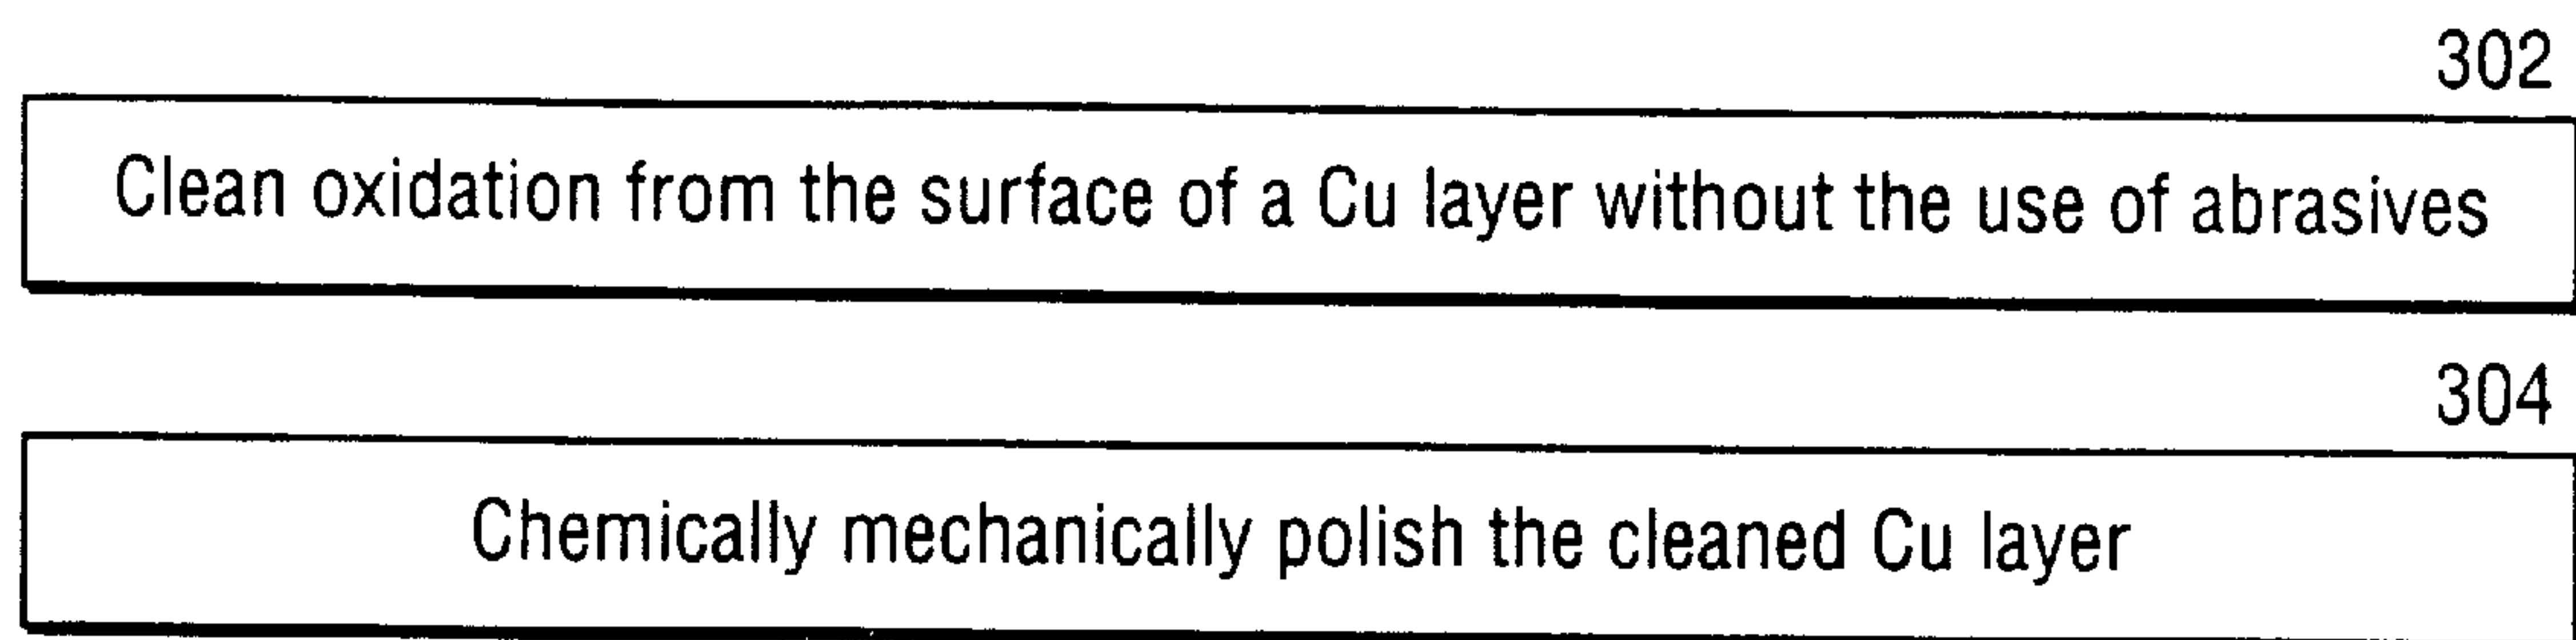 302
Clean oxidation from the surface of a Cu layer without the use of abrasives
304
Chemically mechanically polish the cleaned Cu layer